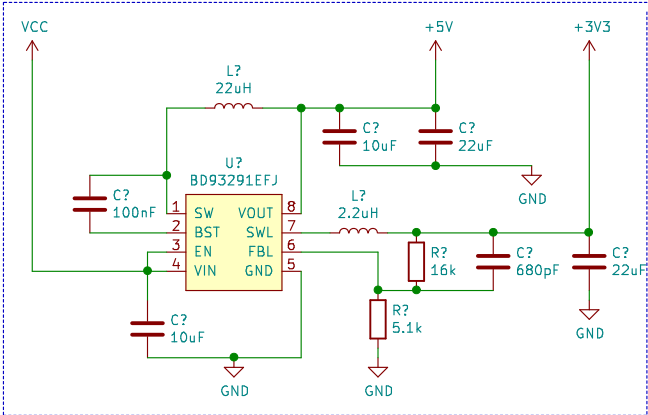 VCC
+5V
+3V3
L?
22uH
C?
10uF
C?
22uF
U?
BD93291EFJ
C?
100nF
GND
L?
2.2uH
1 SW VOUT 8
2 BST SWL 7
3 EN FBL 6
4 VIN GND 5
R?
16k
C?
680pF
C?
22uF
C?
10uF
R?
5.1k
GND
GND
GND